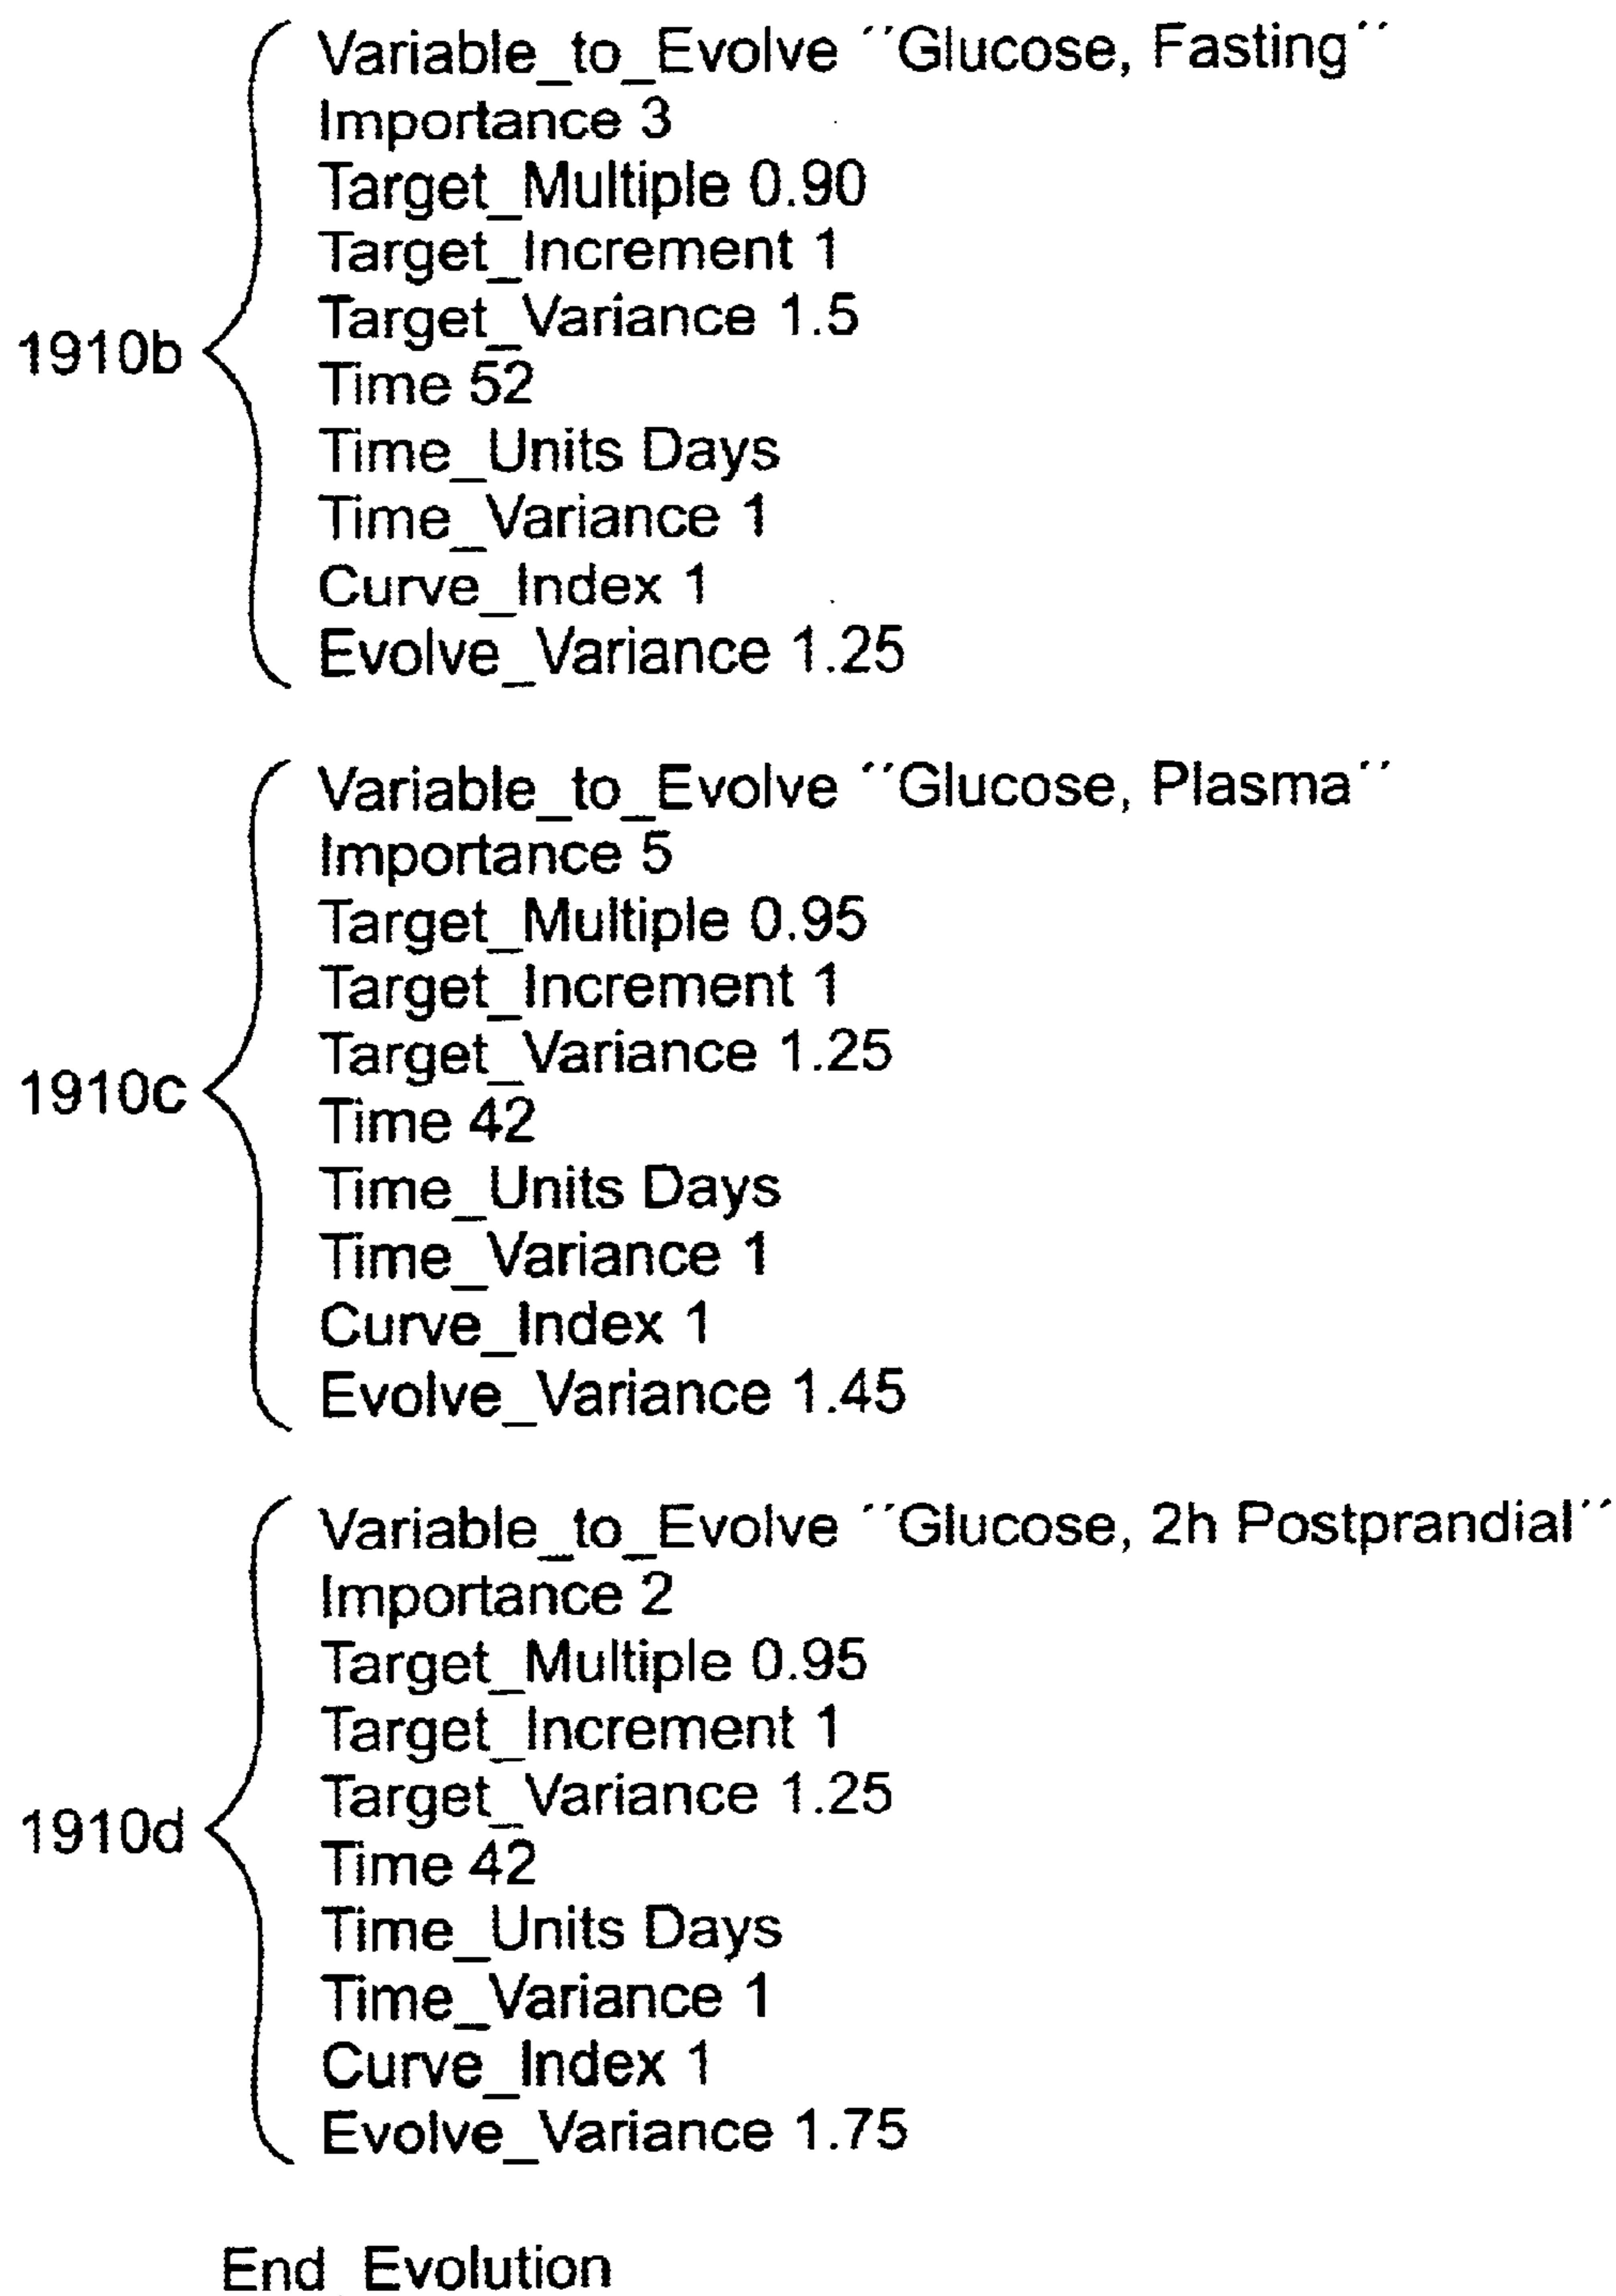 Variable_to_Evolve ´´Glucose, Fasting´´
Importance 3
Target_Multiple 0.90
Target_Increment 1
Target_Variance 1.5
1910b
Time 52
Time_Units Days
Time_Variance 1
Curve_Index 1
Evolve_Variance 1.25
Variable_to_Evolve ´´Glucose, Plasma´´
Importance 5
Target_Multiple 0.95
Target_Increment 1
Target_Variance 1.25
1910c
Time 42
Time_Units Days
Time_Variance 1
Curve_Index 1
Evolve_Variance 1.45
Variable_to_Evolve ´´Glucose, 2h Postprandial´´
Importance 2
Target_Multiple 0.95
Target_Increment 1
Target_Variance 1.25
1910d
Time 42
Time_Units Days
Time_Variance 1
Curve_Index 1
Evolve_Variance 1.75
End_Evolution